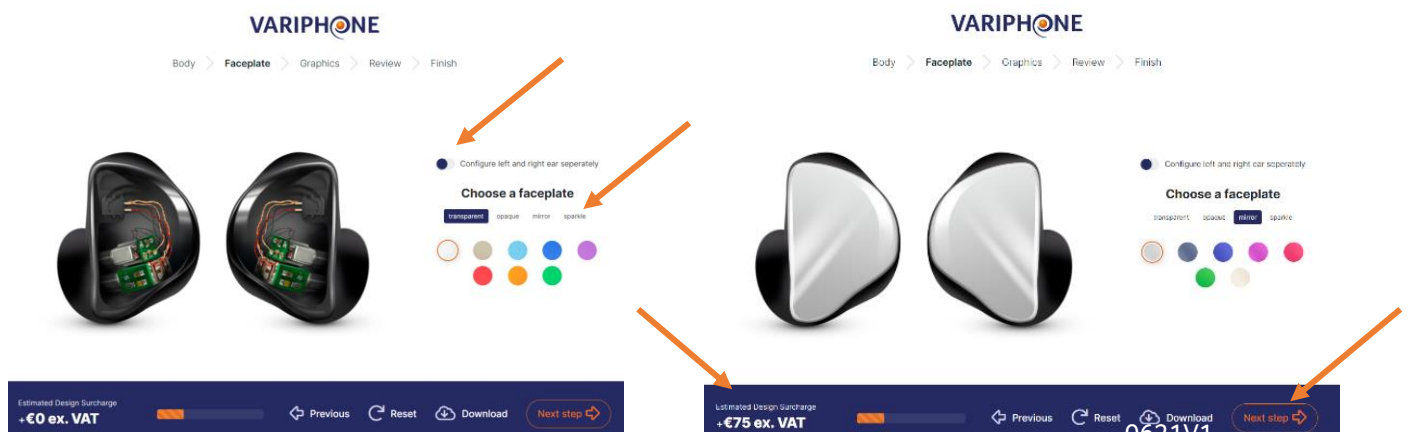 VARIPHONE
Body Faceplate Graphics Review Finish
Configure left and right ear seperately
Choose a faceplate
transparent opaque mirror sparkle
Estimated Design Surcharge
+€0 ex. VAT
Previous Reset Download Next step
VARIPHONE
Body Faceplate Graphics Review Finish
Configure left and right ear seperately
Choose a faceplate
transparent opaque mirror sparkle
Estimated Design Surcharge
+€75 ex. VAT
Previous Reset Download Next step
0621V1